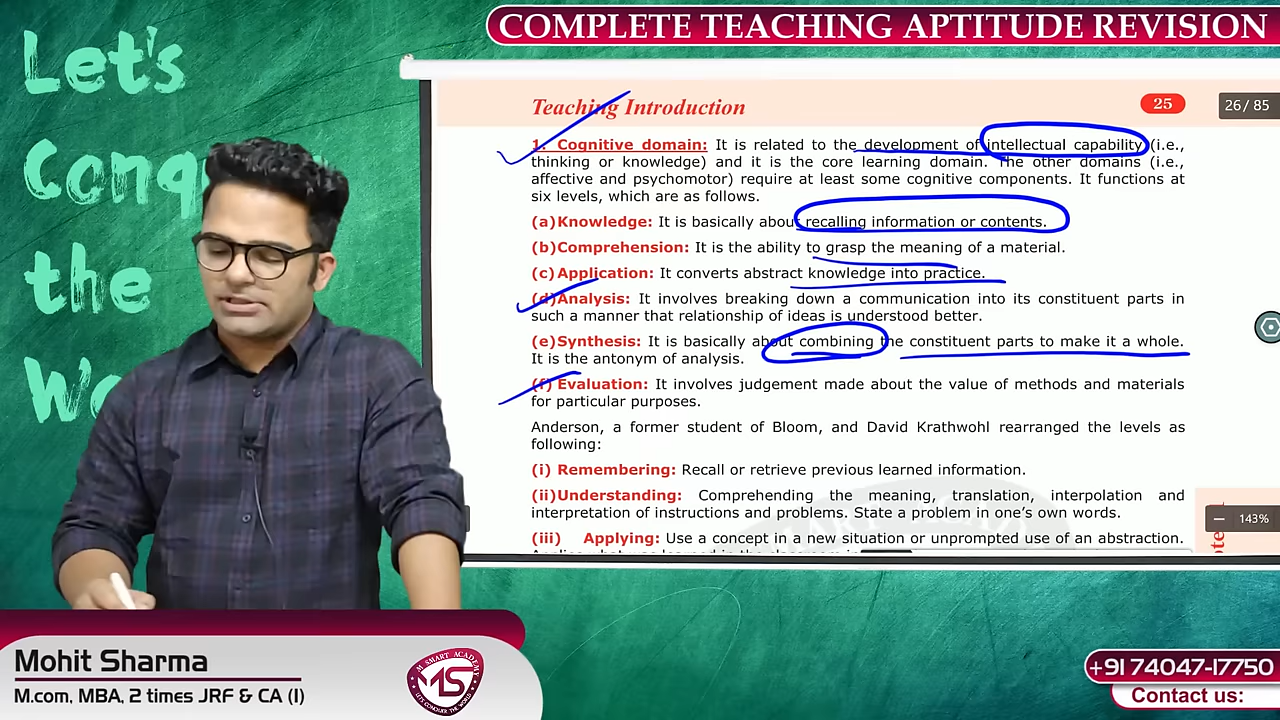 COMPLETE TEACHING APTITUDE REVISION
Let's
Conq
the
Wo
Teaching Introduction
25
26/ 85
1. Cognitive domain: It is related to the development of intellectual capability (i.e.,
thinking or knowledge) and it is the core learning domain. The other domains (i.e.,
affective and psychomotor) require at least some cognitive components. It functions at
six levels, which are as follows.
(a)Knowledge: It is basically about recalling information or contents.
(b)Comprehension: It is the ability to grasp the meaning of a material.
(c)Application: It converts abstract knowledge into practice.
(d)Analysis: It involves breaking down a communication into its constituent parts in
such a manner that relationship of ideas is understood better.
(e)Synthesis: It is basically about combining the constituent parts to make it a whole.
It is the antonym of analysis.
(f) Evaluation: It involves judgement made about the value of methods and materials
for particular purposes.
Anderson, a former student of Bloom, and David Krathwohl rearranged the levels as
following:
(i) Remembering: Recall or retrieve previous learned information.
(ii)Understanding: Comprehending the meaning, translation, interpolation and
interpretation of instructions and problems. State a problem in one's own words.
(iii) Applying: Use a concept in a new situation or unprompted use of an abstraction.
143%
Mohit Sharma
M.com, MBA, 2 times JRF & CA (I)
M SMART ACADEMY
MS
LET'S CONQUER THE WORLD
+91 74047-17750
Contact us: